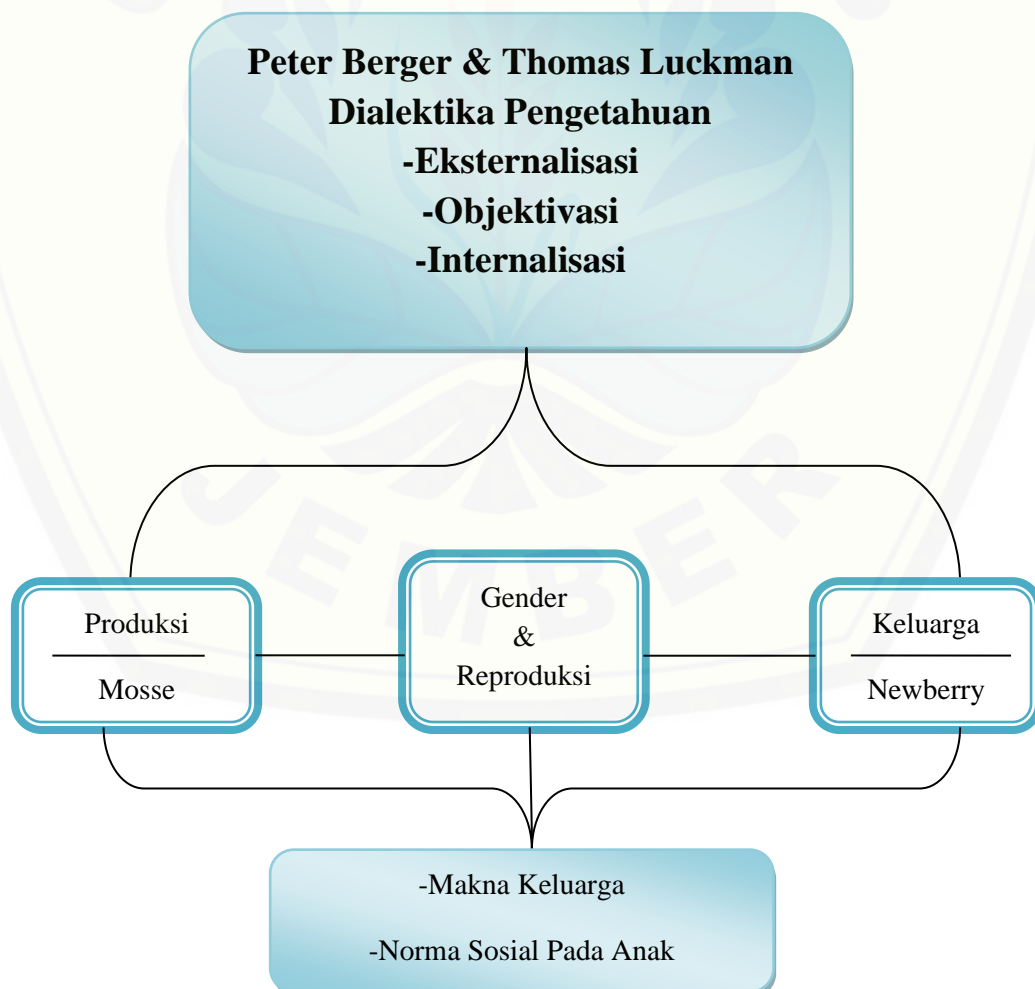 Peter Berger & Thomas Luckman
Dialektika Pengetahuan
-Eksternalisasi
-Objektivasi
-Internalisasi
JEMBER
Produksi
Mosse
Gender
&
Reproduksi
Keluarga
Newberry
-Makna Keluarga
-Norma Sosial Pada Anak